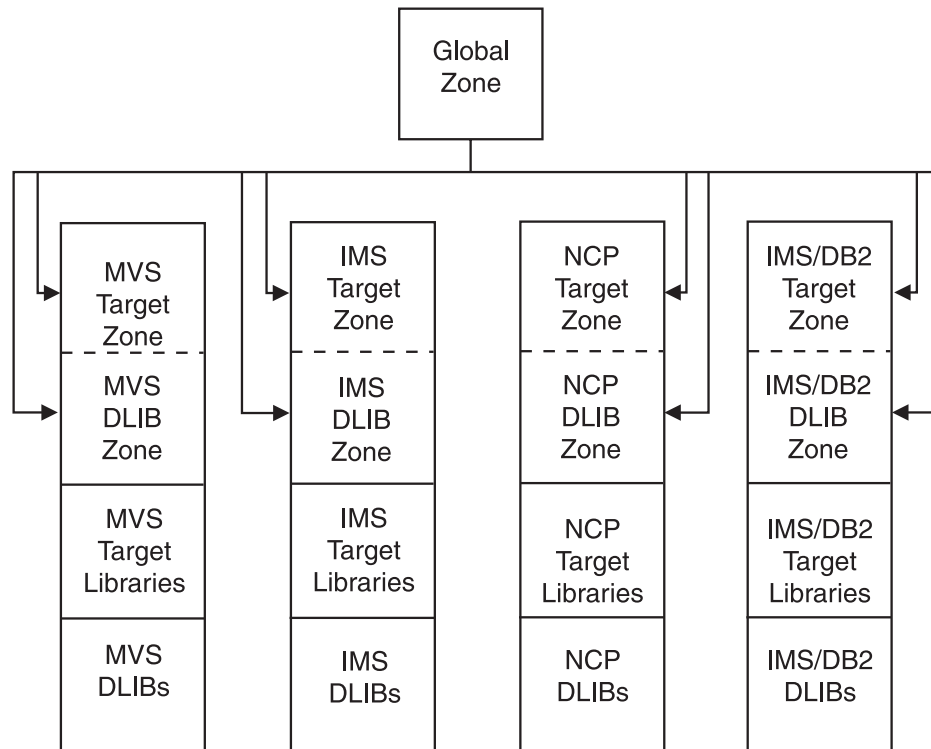 Global
Zone
MVS
Target
Zone
MVS
DLIB
Zone
MVS
Target
Libraries
MVS
DLIBs
IMS
Target
Zone
IMS
DLIB
Zone
IMS
Target
Libraries
IMS
DLIBs
NCP
Target
Zone
NCP
DLIB
Zone
NCP
Target
Libraries
NCP
DLIBs
IMS/DB2
Target
Zone
IMS/DB2
DLIB
Zone
IMS/DB2
Target
Libraries
IMS/DB2
DLIBs